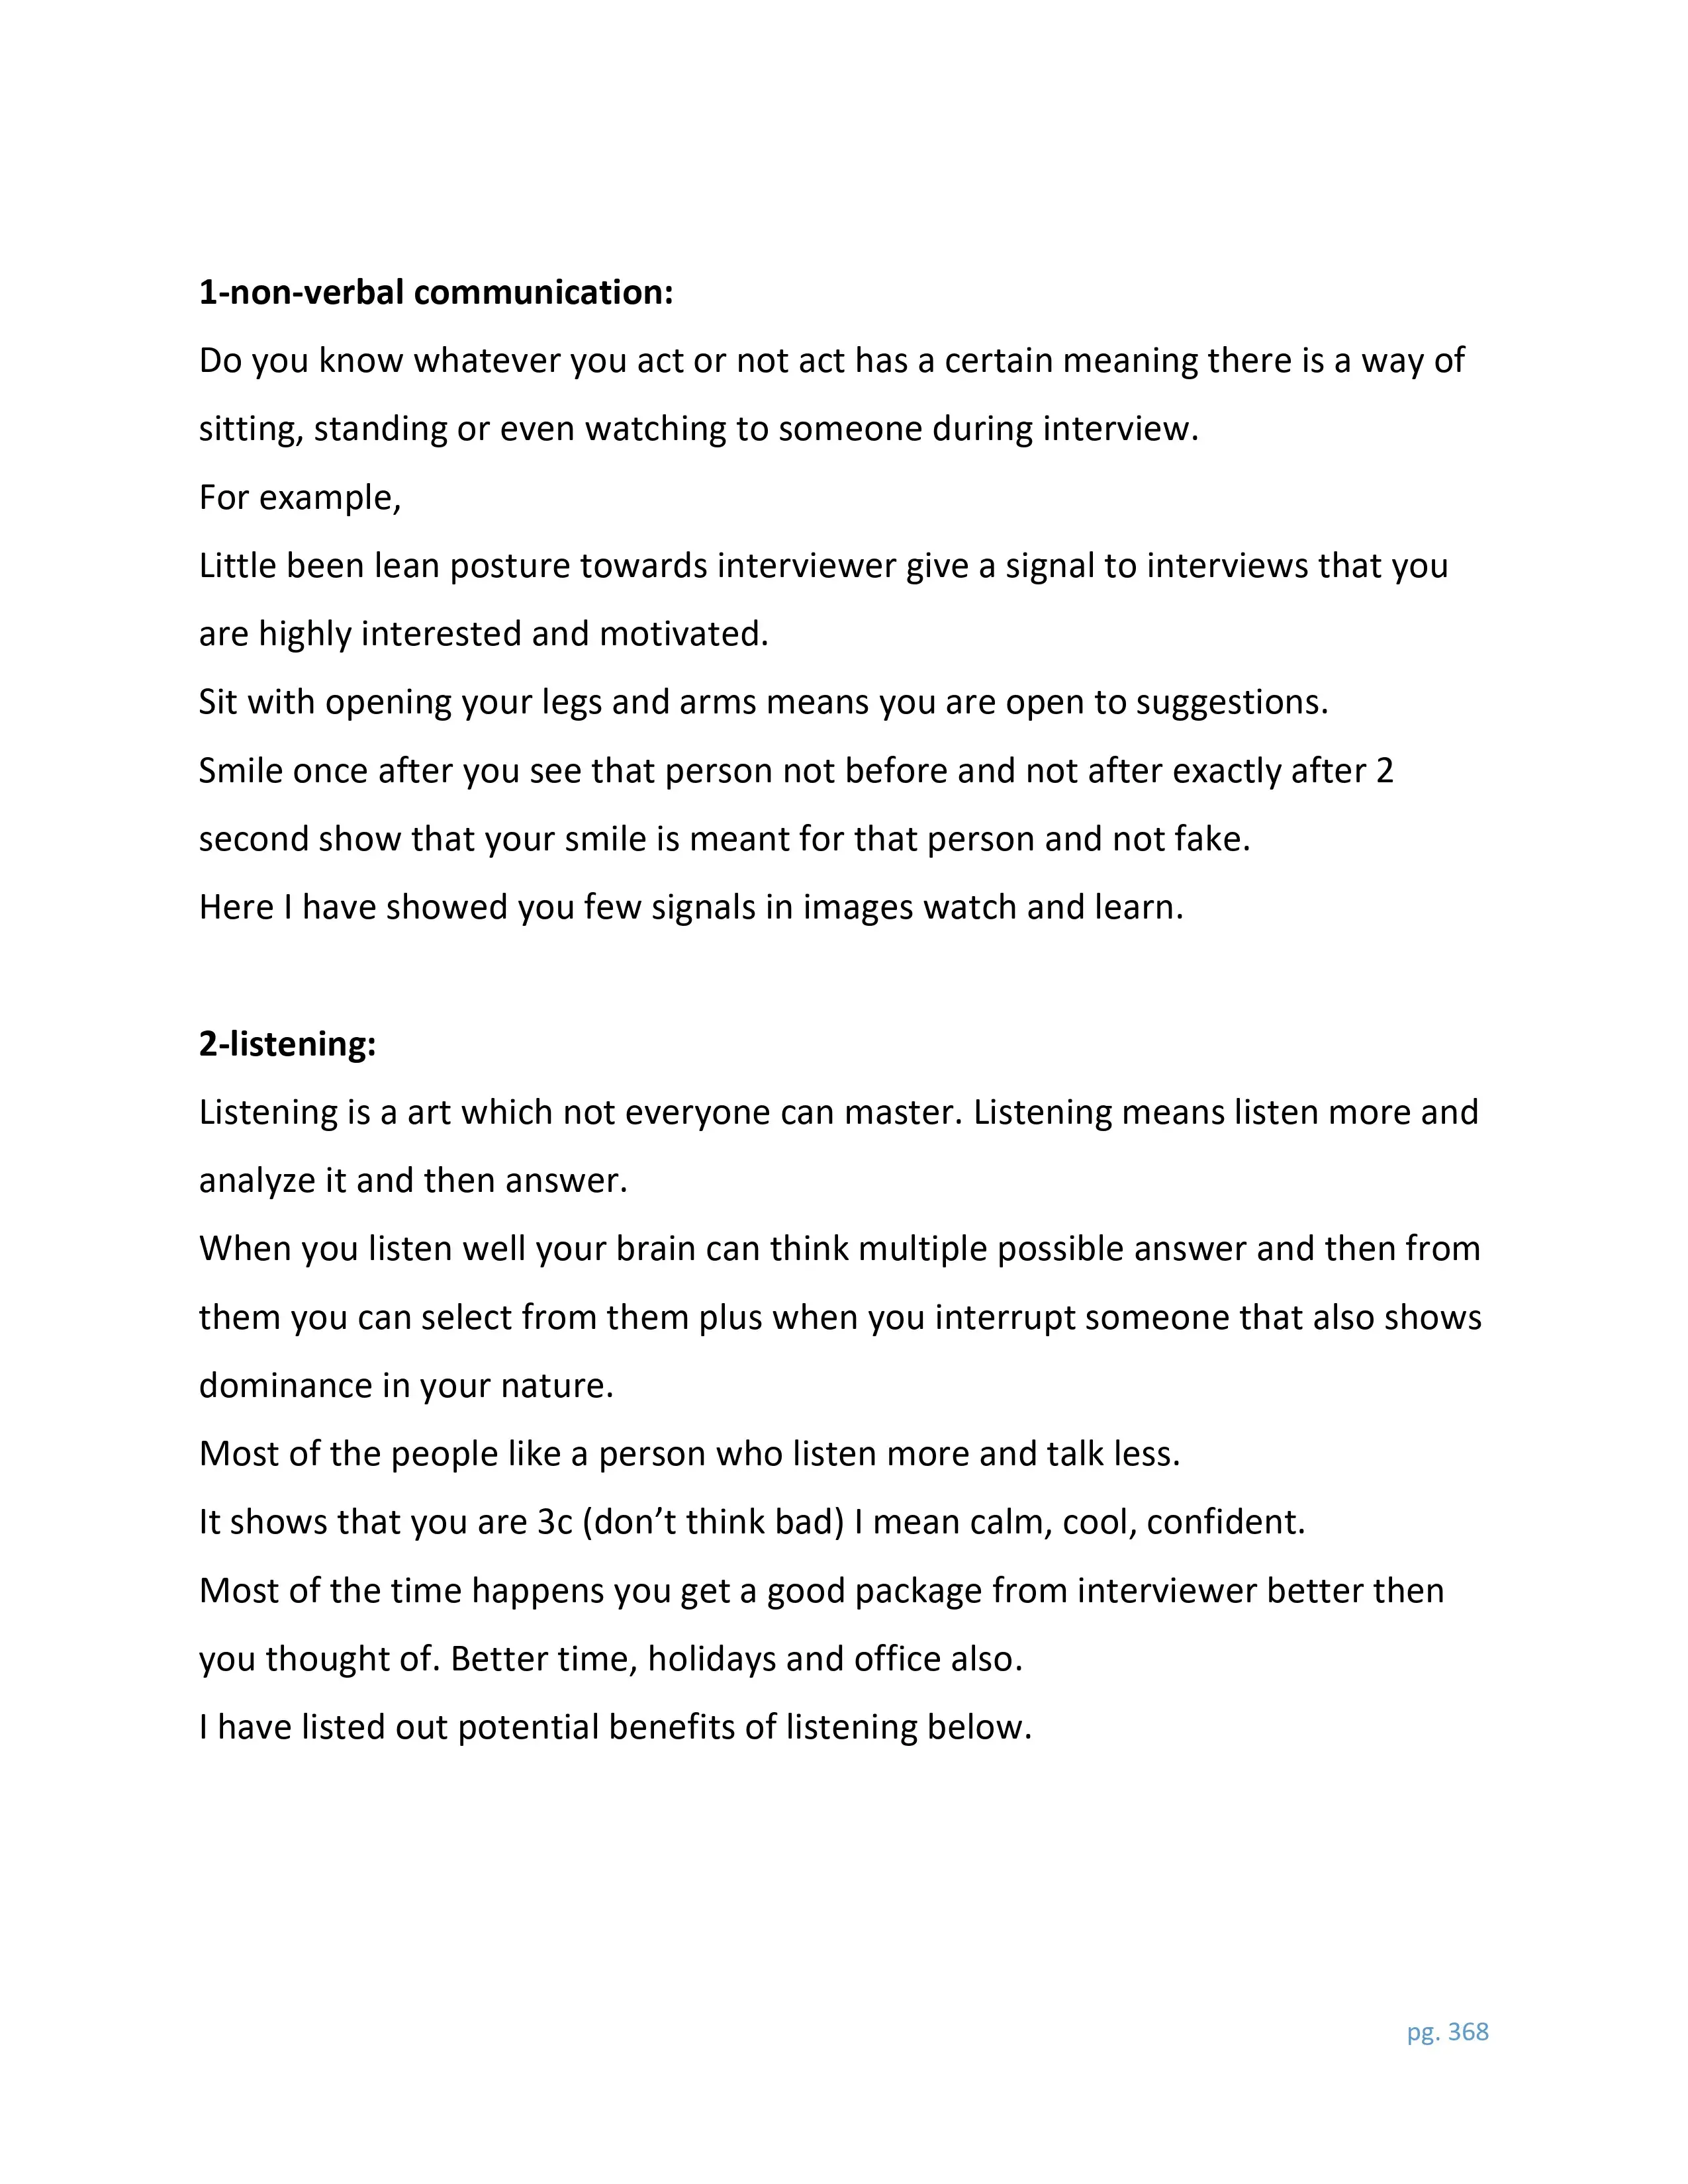 1-non-verbal communication:
Do you know whatever you act or not act has a certain meaning there is a way of
sitting, standing or even watching to someone during interview.
For example,
Little been lean posture towards interviewer give a signal to interviews that you
are highly interested and motivated.
Sit with opening your legs and arms means you are open to suggestions.
Smile once after you see that person not before and not after exactly after 2
second show that your smile is meant for that person and not fake.
Here I have showed you few signals in images watch and learn.
2-listening:
Listening is a art which not everyone can master. Listening means listen more and
analyze it and then answer.
When you listen well your brain can think multiple possible answer and then from
them you can select from them plus when you interrupt someone that also shows
dominance in your nature.
Most of the people like a person who listen more and talk less.
It shows that you are 3c (don’t think bad) I mean calm, cool, confident.
Most of the time happens you get a good package from interviewer better then
you thought of. Better time, holidays and office also.
I have listed out potential benefits of listening below.
pg. 368